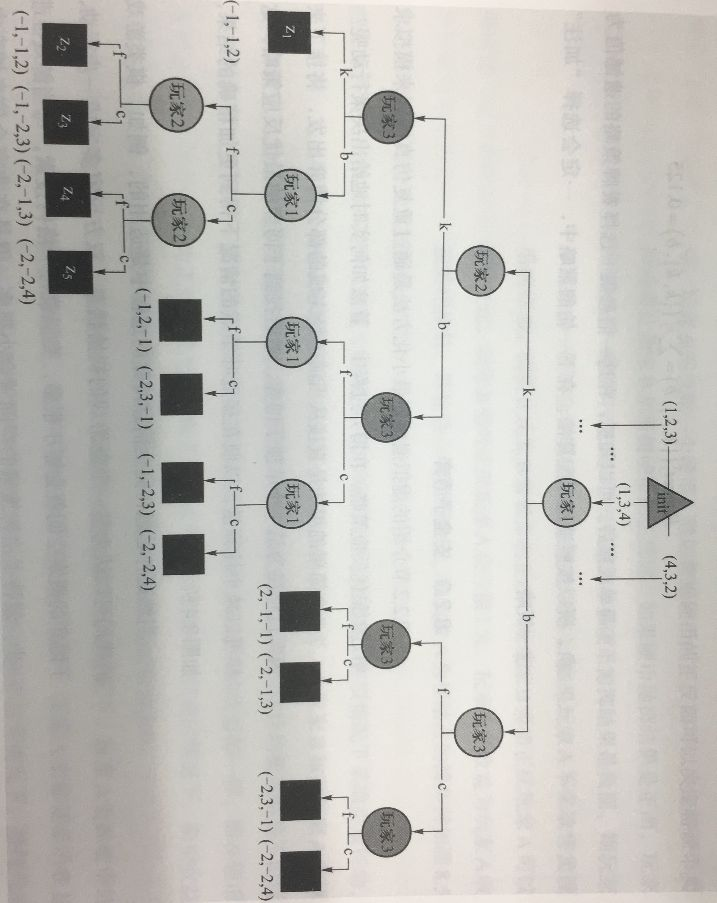 init
(1,2,3) (1,3,4) (4,3,2)
... ...
... ...
玩家1
k b
玩家2 玩家3
k b f c
玩家3 玩家3 玩家3 玩家3
k b f c f c f c
z₁ 玩家1 玩家1 玩家1
(-1,-1,2) (2,-1,-1) (-2,-1,3) (-2,3,-1) (-2,-2,4)
f c f c f c
玩家2 玩家2
(-1,2,-1) (-2,3,-1) (-1,-2,3) (-2,-2,4)
f c f c
z₂ z₃ z₄ z₅
(-1,-1,2) (-1,-2,3) (-2,-1,3) (-2,-2,4)